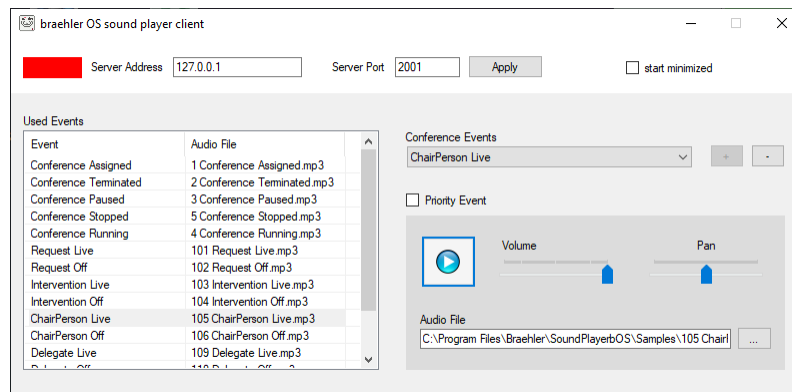 braehler OS sound player client
Server Address 127.0.0.1 Server Port 2001 Apply start minimized
Used Events
Event Audio File
Conference Assigned 1 Conference Assigned.mp3
Conference Terminated 2 Conference Terminated.mp3
Conference Paused 3 Conference Paused.mp3
Conference Stopped 5 Conference Stopped.mp3
Conference Running 4 Conference Running.mp3
Request Live 101 Request Live.mp3
Request Off 102 Request Off.mp3
Intervention Live 103 Intervention Live.mp3
Intervention Off 104 Intervention Off.mp3
ChairPerson Live 105 ChairPerson Live.mp3
ChairPerson Off 106 ChairPerson Off.mp3
Delegate Live 109 Delegate Live.mp3
Conference Events
ChairPerson Live + -
Priority Event
Volume Pan
Audio File
C:\Program Files\Braehler\SoundPlayerbOS\Samples\105 Chair ...